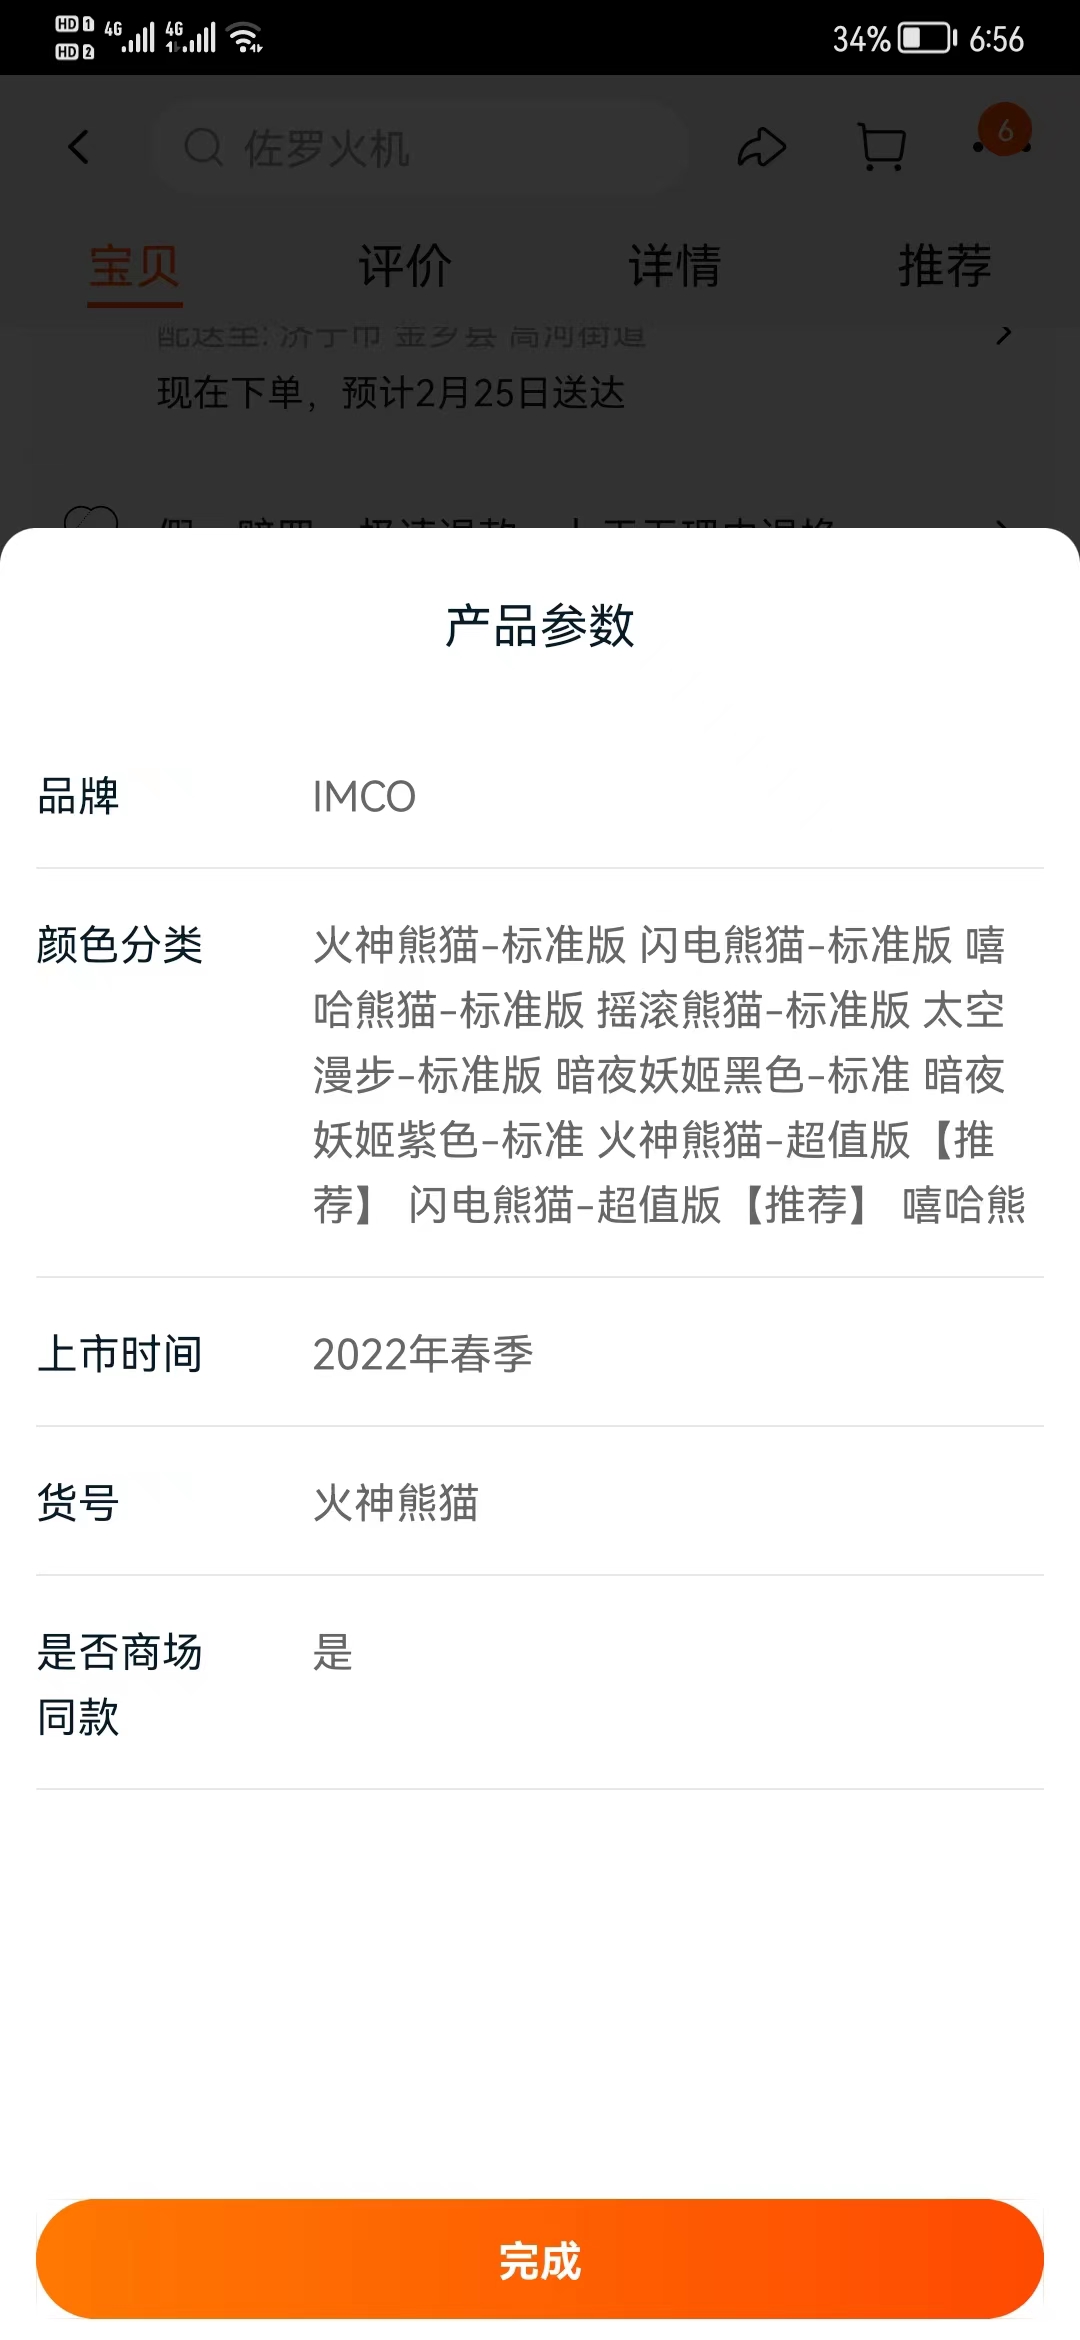 HD 1 4G 4G 34% 6:56
HD 2
佐罗火机
6
宝贝 评价 详情 推荐
配送至: 济宁市 金乡县 高河街道
现在下单，预计2月25日送达
产品参数
品牌 IMCO
颜色分类 火神熊猫-标准版 闪电熊猫-标准版 嘻
哈熊猫-标准版 摇滚熊猫-标准版 太空
漫步-标准版 暗夜妖姬黑色-标准 暗夜
妖姬紫色-标准 火神熊猫-超值版【推
荐】 闪电熊猫-超值版【推荐】 嘻哈熊
上市时间 2022年春季
货号 火神熊猫
是否商场 是
同款
完成